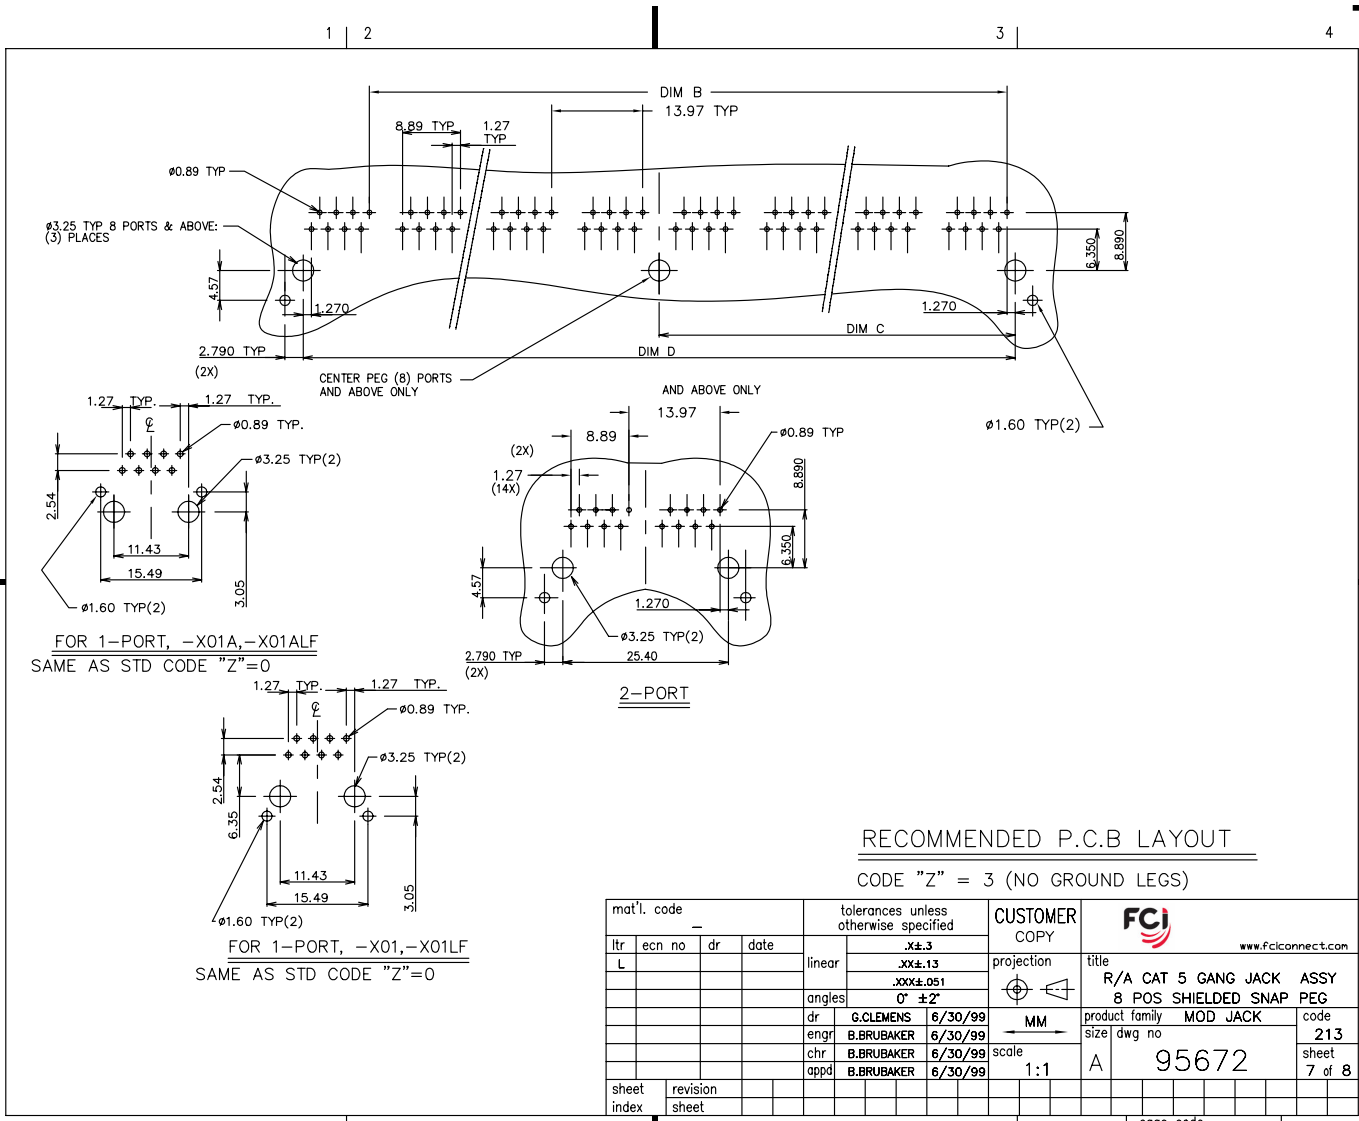 1 2 3 4
DIM B
13.97 TYP
8.89 TYP 1.27
TYP
ø0.89 TYP
ø3.25 TYP 8 PORTS & ABOVE:
(3) PLACES
4.57
1.270
2.790 TYP
(2X)
DIM D
DIM C
1.270
6.350
8.890
CENTER PEG (8) PORTS
AND ABOVE ONLY
AND ABOVE ONLY
ø1.60 TYP(2)
1.27 TYP. 1.27 TYP.
ø0.89 TYP.
ø3.25 TYP(2)
2.54
11.43
15.49
3.05
ø1.60 TYP(2)
FOR 1-PORT, -X01A,-X01ALF
SAME AS STD CODE "Z"=0
13.97
8.89
(2X)
1.27
(14X)
ø0.89 TYP
8.890
6.350
4.57
1.270
ø3.25 TYP(2)
2.790 TYP
(2X)
25.40
2-PORT
1.27 TYP. 1.27 TYP.
ø0.89 TYP.
ø3.25 TYP(2)
2.54
6.35
11.43
15.49
3.05
ø1.60 TYP(2)
FOR 1-PORT, -X01,-X01LF
SAME AS STD CODE "Z"=0
RECOMMENDED P.C.B LAYOUT
CODE "Z" = 3 (NO GROUND LEGS)
mat'l. code
–
ltr ecn no dr date
L
tolerances unless
otherwise specified
linear
.X±.3
.XX±.13
.XXX±.051
angles 0° ±2°
dr G.CLEMENS 6/30/99
engr B.BRUBAKER 6/30/99
chr B.BRUBAKER 6/30/99
appd B.BRUBAKER 6/30/99
CUSTOMER
COPY
projection
MM
scale
1:1
FCI
www.fciconnect.com
title
R/A CAT 5 GANG JACK ASSY
8 POS SHIELDED SNAP PEG
product family MOD JACK
code
213
size dwg no
A 95672
sheet
7 of 8
sheet
index
revision
sheet